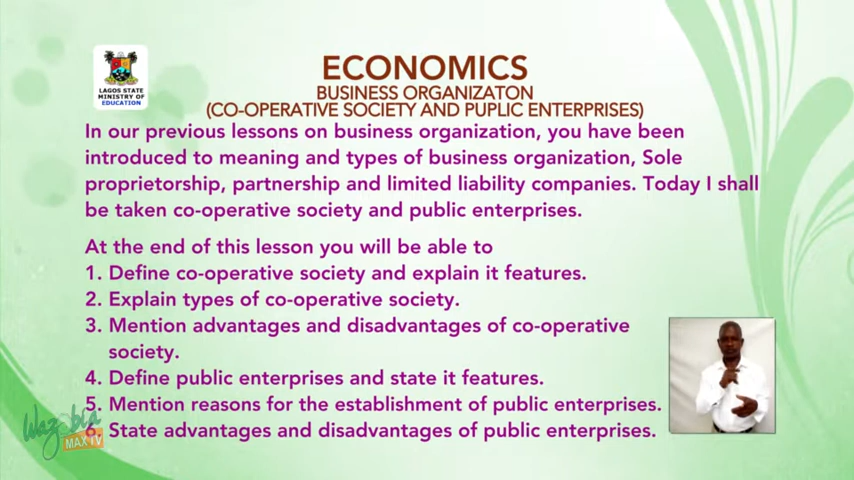 LAGOS STATE
MINISTRY OF
EDUCATION
ECONOMICS
BUSINESS ORGANIZATON
(CO-OPERATIVE SOCIETY AND PUPLIC ENTERPRISES)
In our previous lessons on business organization, you have been
introduced to meaning and types of business organization, Sole
proprietorship, partnership and limited liability companies. Today I shall
be taken co-operative society and public enterprises.
At the end of this lesson you will be able to
1. Define co-operative society and explain it features.
2. Explain types of co-operative society.
3. Mention advantages and disadvantages of co-operative
society.
4. Define public enterprises and state it features.
5. Mention reasons for the establishment of public enterprises.
6. State advantages and disadvantages of public enterprises.
Wazobia
MAX TV